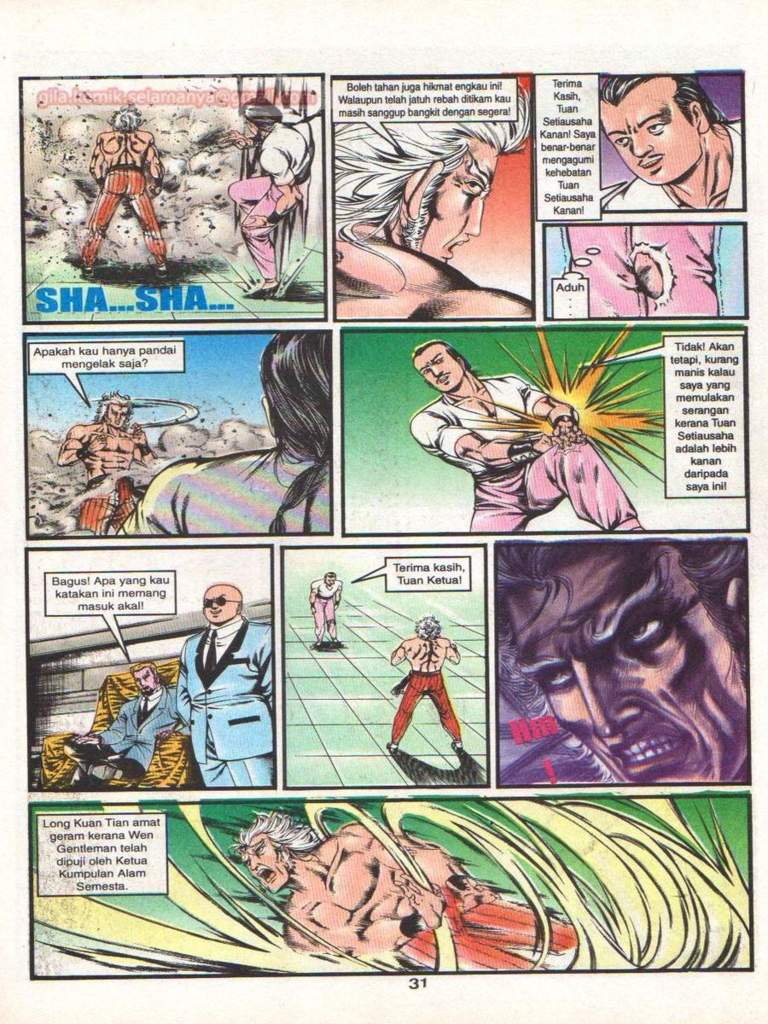 gila.komik.selamanya@gmail.com
SHA...SHA...
Boleh tahan juga hikmat engkau ini!
Walaupun telah jatuh rebah ditikam kau
masih sanggup bangkit dengan segera!
Terima
Kasih,
Tuan
Setiausaha
Kanan! Saya
benar-benar
mengagumi
kehebatan
Tuan
Setiausaha
Kanan!
Aduh
...
Apakah kau hanya pandai
mengelak saja?
Tidak! Akan
tetapi, kurang
manis kalau
saya yang
memulakan
serangan
kerana Tuan
Setiausaha
adalah lebih
kanan
daripada
saya ini!
Bagus! Apa yang kau
katakan ini memang
masuk akal!
Terima kasih,
Tuan Ketua!
Hm
!
Long Kuan Tian amat
geram kerana Wen
Gentleman telah
dipuji oleh Ketua
Kumpulan Alam
Semesta.
31